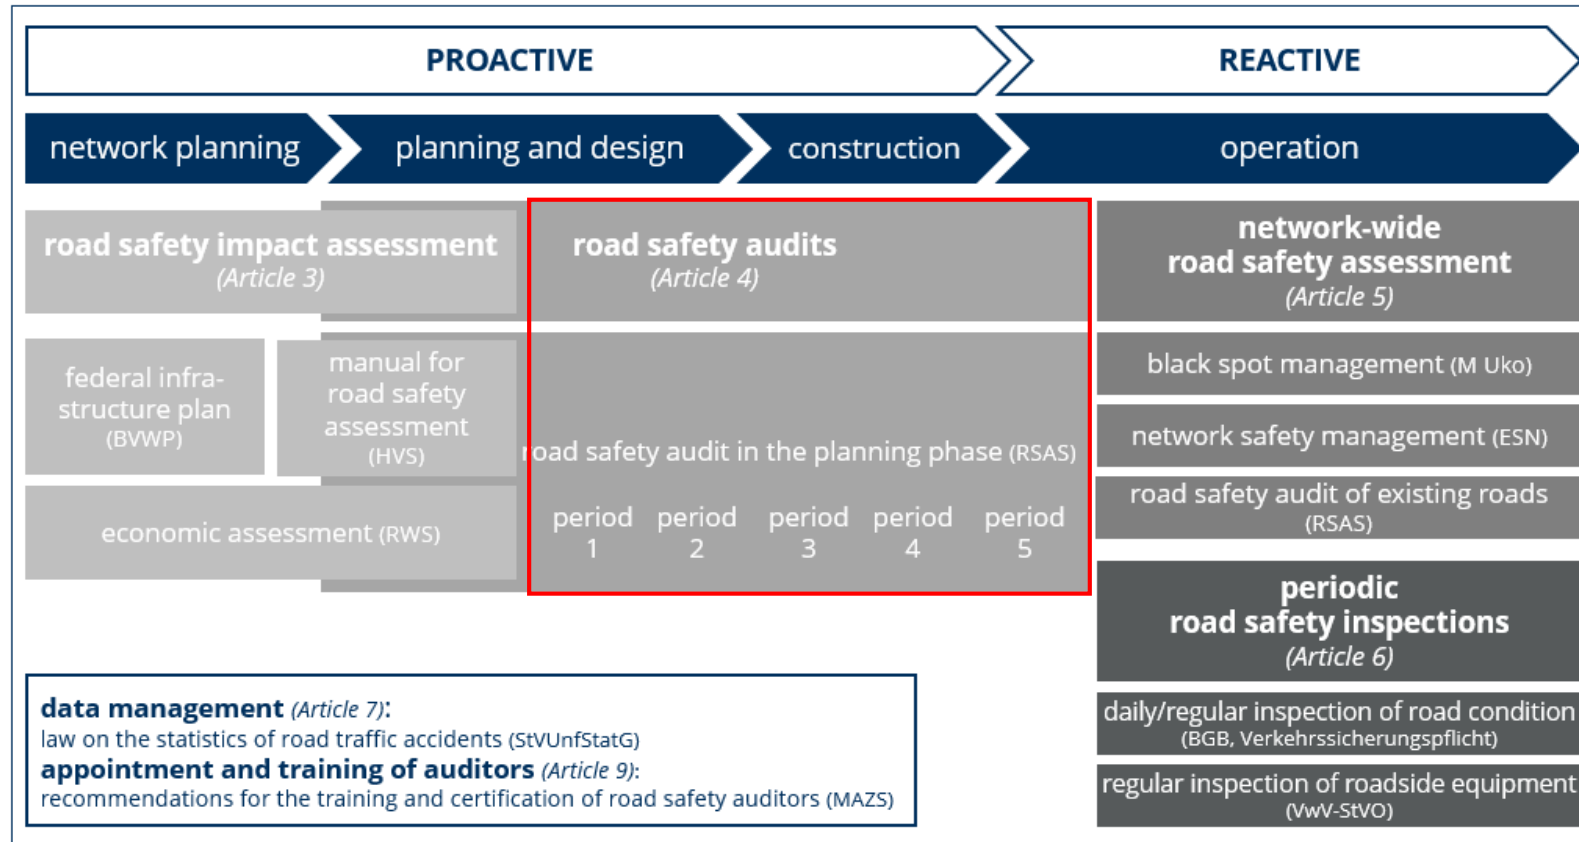 PROACTIVE
REACTIVE
network planning
planning and design
construction
operation
road safety impact assessment
(Article 3)
federal infra-
structure plan
(BVWP)
manual for
road safety
assessment
(HVS)
economic assessment (RWS)
road safety audits
(Article 4)
road safety audit in the planning phase (RSAS)
period
1
period
2
period
3
period
4
period
5
network-wide
road safety assessment
(Article 5)
black spot management (M Uko)
network safety management (ESN)
road safety audit of existing roads
(RSAS)
periodic
road safety inspections
(Article 6)
daily/regular inspection of road condition
(BGB, Verkehrssicherungspflicht)
regular inspection of roadside equipment
(VwV-StVO)
data management (Article 7):
law on the statistics of road traffic accidents (StVUnfStatG)
appointment and training of auditors (Article 9):
recommendations for the training and certification of road safety auditors (MAZS)